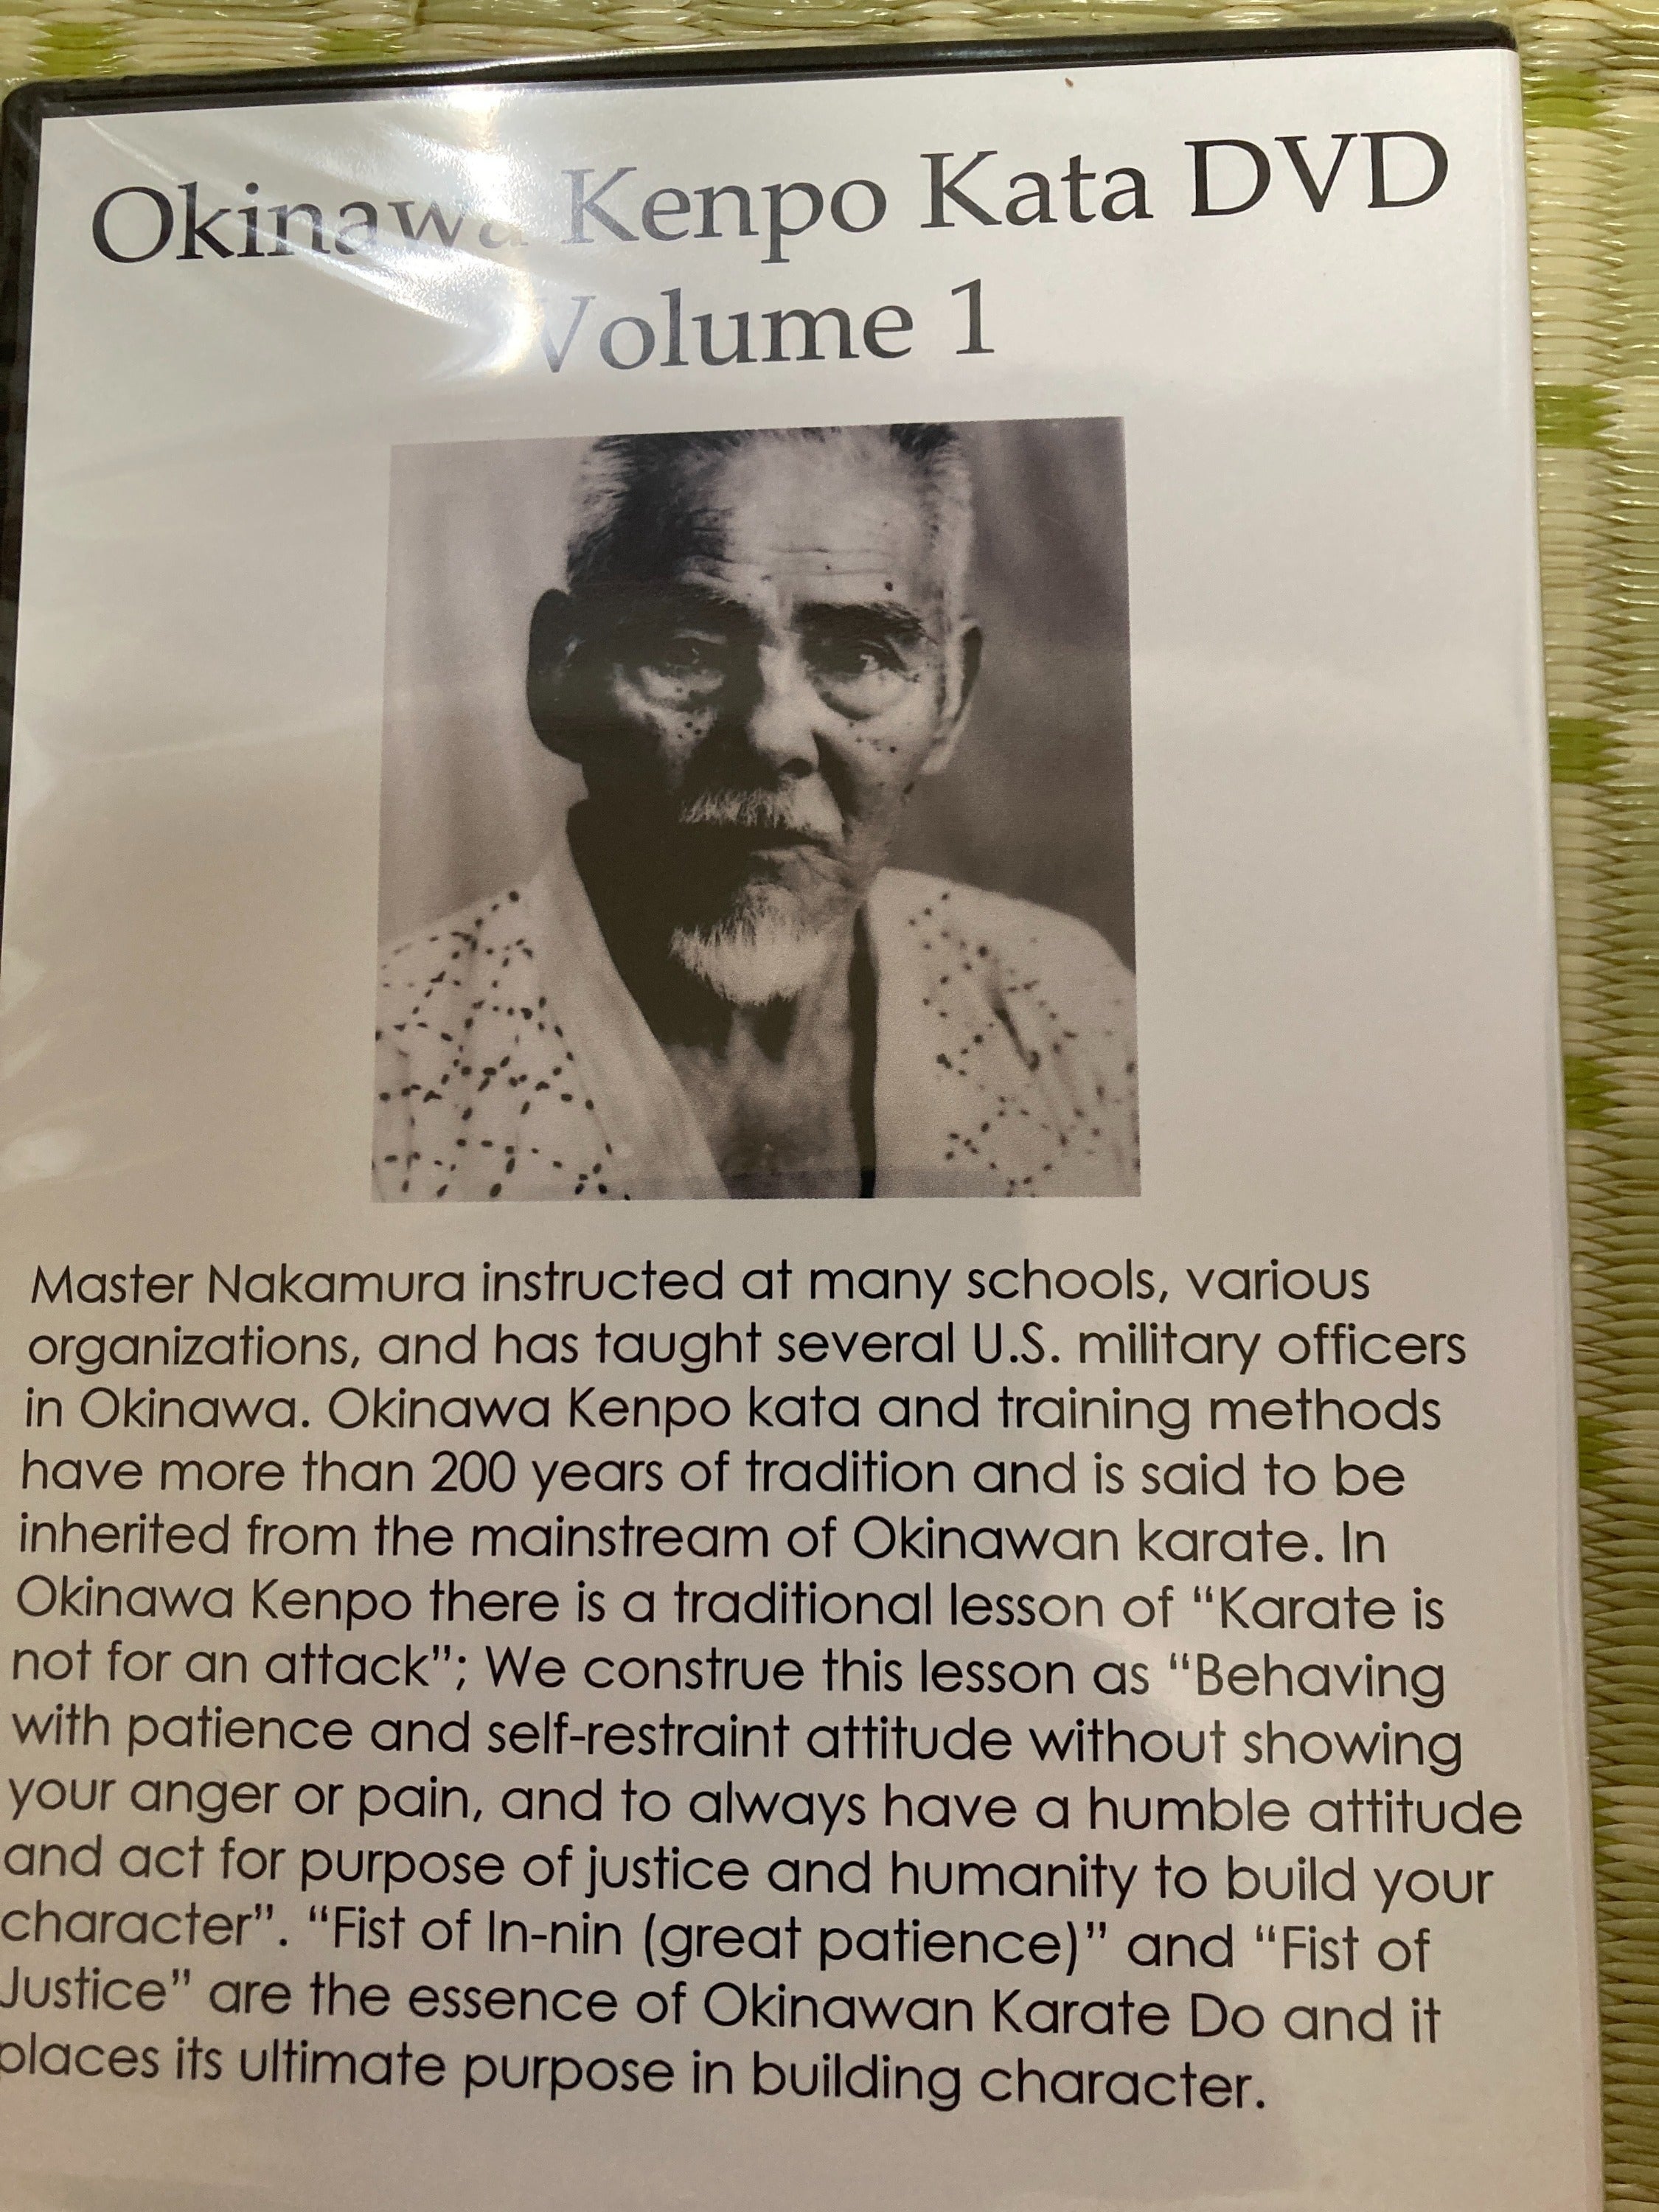 Okinawa Kenpo Kata DVD
Volume 1
Master Nakamura instructed at many schools, various
organizations, and has taught several U.S. military officers
in Okinawa. Okinawa Kenpo kata and training methods
have more than 200 years of tradition and is said to be
inherited from the mainstream of Okinawan karate. In
Okinawa Kenpo there is a traditional lesson of “Karate is
not for an attack”; We construe this lesson as “Behaving
with patience and self-restraint attitude without showing
your anger or pain, and to always have a humble attitude
and act for purpose of justice and humanity to build your
character”. “Fist of In-nin (great patience)” and “Fist of
Justice” are the essence of Okinawan Karate Do and it
places its ultimate purpose in building character.